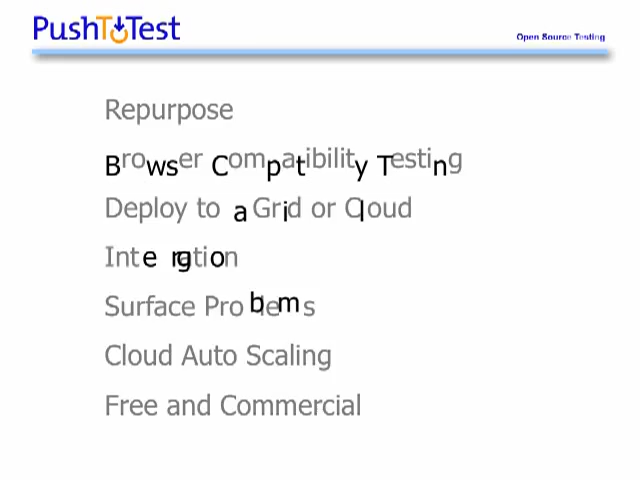 PushToTest
Open Source Testing
Repurpose
Browser Compatibility Testing
Deploy to a Grid or Cloud
Integration
Surface Problems
Cloud Auto Scaling
Free and Commercial